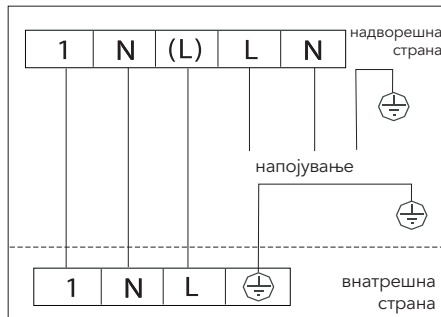 1 N (L) L N
надворешна
страна
напојување
1 N L
внатрешна
страна